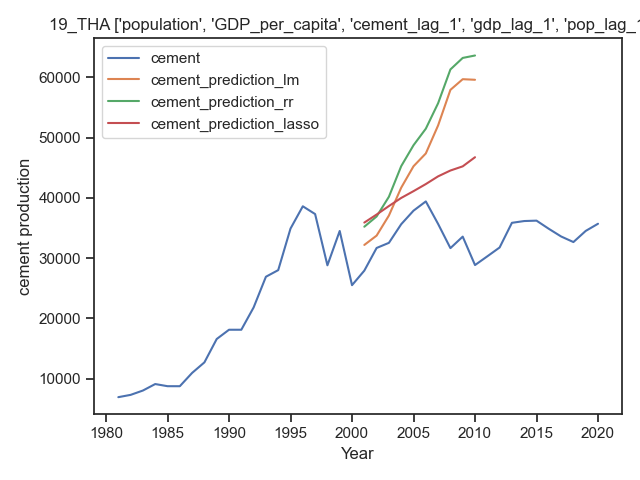 19_THA ['population', 'GDP_per_capita', 'cement_lag_1', 'gdp_lag_1', 'pop_lag_1
cement
cement_prediction_lm
cement_prediction_rr
cement_prediction_lasso
cement production
60000
50000
40000
30000
20000
10000
1980 1985 1990 1995 2000 2005 2010 2015 2020
Year